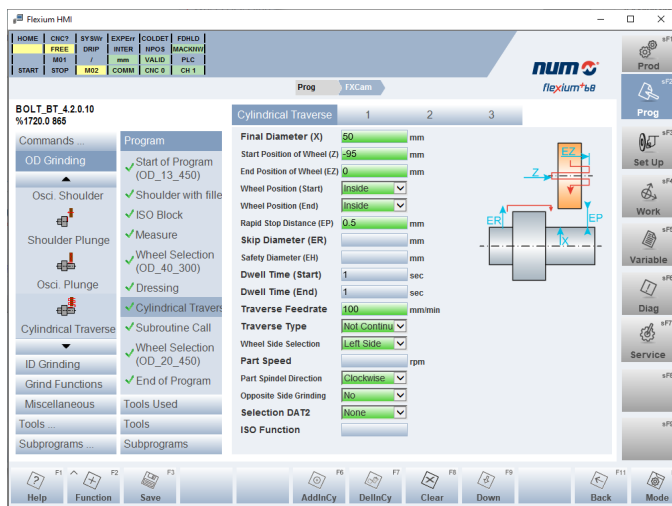 Flexium HMI
HOME CNC? SYSWr EXPErr COLDET FDHLD
FREE DRIP INTER NPOS MACKIIW
M01 / mm VALID PLC
START STOP M02 COMM CNC 0 CH 1
num
flexium+68
Prog FXCam
BOLT_BT_4.2.0.10
%1720.0 865
Commands ...
OD Grinding
Osci. Shoulder
Shoulder Plunge
Osci. Plunge
Cylindrical Traverse
ID Grinding
Grind Functions
Miscellaneous
Tools ...
Subprograms ...
Program
Start of Program
(OD_13_450)
Shoulder with fille
ISO Block
Measure
Wheel Selection
(OD_40_300)
Dressing
Cylindrical Travers
Subroutine Call
Wheel Selection
(OD_20_450)
End of Program
Tools Used
Tools
Subprograms
Cylindrical Traverse 1 2 3
Final Diameter (X) 50 mm
Start Position of Wheel (Z) -95 mm
End Position of Wheel (EZ) 0 mm
Wheel Position (Start) Inside
Wheel Position (End) Inside
Rapid Stop Distance (EP) 0.5 mm
Skip Diameter (ER) mm
Safety Diameter (EH) mm
Dwell Time (Start) 1 sec
Dwell Time (End) 1 sec
Traverse Feedrate 100 mm/min
Traverse Type Not Continu
Wheel Side Selection Left Side
Part Speed rpm
Part Spindel Direction Clockwise
Opposite Side Grinding No
Selection DAT2 None
ISO Function
EZ
Z
ER
EP
X
sF1
Prod
sF2
Prog
sF3
Set Up
sF4
Work
sF5
Variable
sF6
Diag
sF7
Service
sF8
sF9
F1 F2 F3 F6 F7 F8 F9 F11
Help Function Save AddInCy DelInCy Clear Down Back Mode